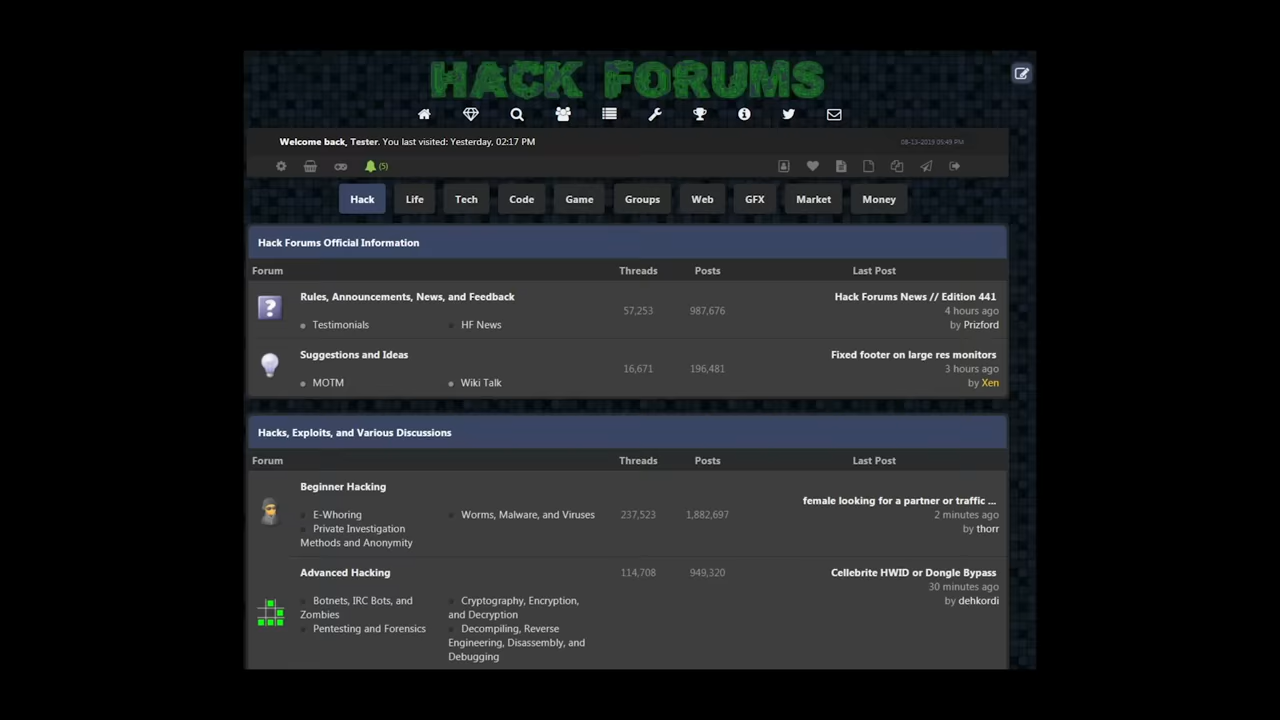 HACK FORUMS
Welcome back, Tester. You last visited: Yesterday, 02:17 PM
08-13-2019 05:49 PM
(5)
Hack Life Tech Code Game Groups Web GFX Market Money
Hack Forums Official Information
Forum Threads Posts Last Post
Rules, Announcements, News, and Feedback
Testimonials HF News
57,253 987,676
Hack Forums News // Edition 441
4 hours ago
by Prizford
Suggestions and Ideas
MOTM Wiki Talk
16,671 196,481
Fixed footer on large res monitors
3 hours ago
by Xen
Hacks, Exploits, and Various Discussions
Forum Threads Posts Last Post
Beginner Hacking
E-Whoring Worms, Malware, and Viruses
Private Investigation
Methods and Anonymity
237,523 1,882,697
female looking for a partner or traffic ...
2 minutes ago
by thorr
Advanced Hacking
114,708 949,320
Botnets, IRC Bots, and
Zombies
Pentesting and Forensics
Cryptography, Encryption,
and Decryption
Decompiling, Reverse
Engineering, Disassembly, and
Debugging
Cellebrite HWID or Dongle Bypass
30 minutes ago
by dehkordi